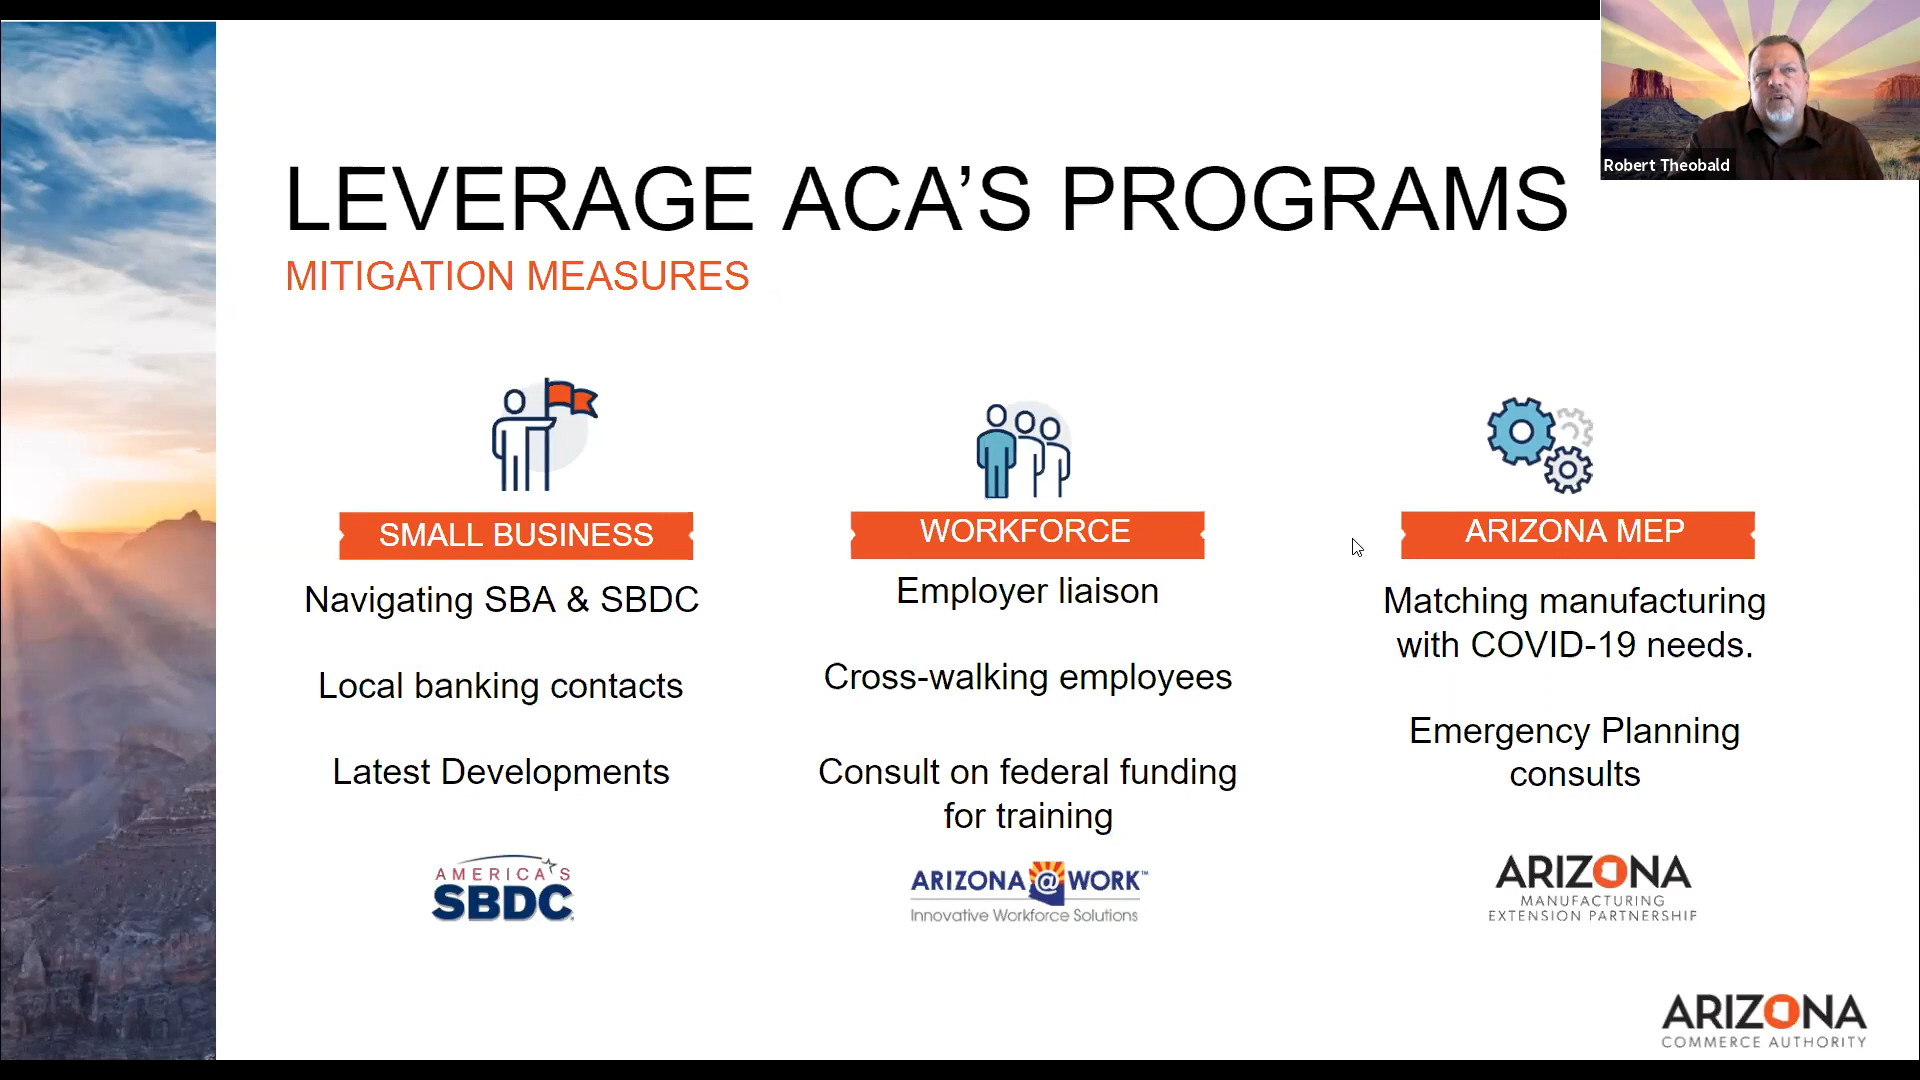 Robert Theobald
LEVERAGE ACA’S PROGRAMS
MITIGATION MEASURES
SMALL BUSINESS
Navigating SBA & SBDC
Local banking contacts
Latest Developments
AMERICA'S
SBDC
WORKFORCE
Employer liaison
Cross-walking employees
Consult on federal funding
for training
ARIZONA @ WORK™
Innovative Workforce Solutions
ARIZONA MEP
Matching manufacturing
with COVID-19 needs.
Emergency Planning
consults
ARIZONA
MANUFACTURING
EXTENSION PARTNERSHIP
ARIZONA
COMMERCE AUTHORITY